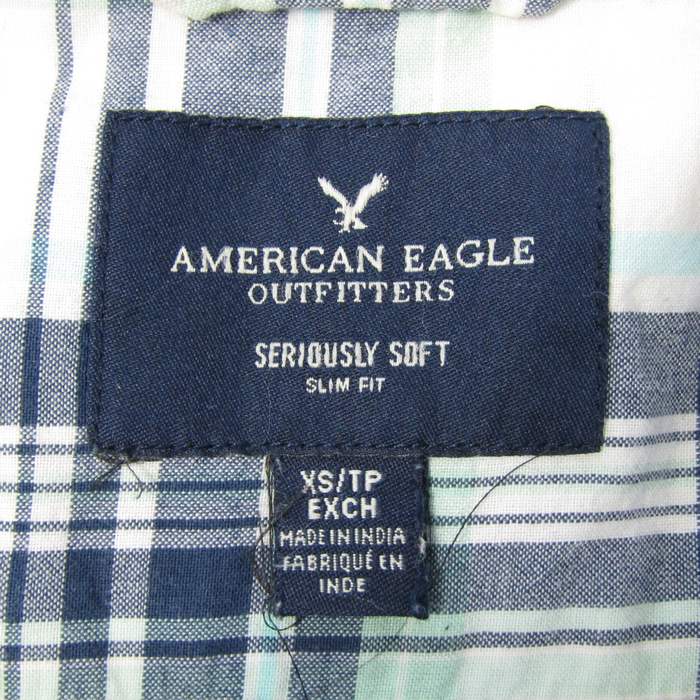 AMERICAN EAGLE
OUTFITTERS
SERIOUSLY SOFT
SLIM FIT
XS/TP
EXCH
MADE IN INDIA
FABRIQUÉ EN
INDE